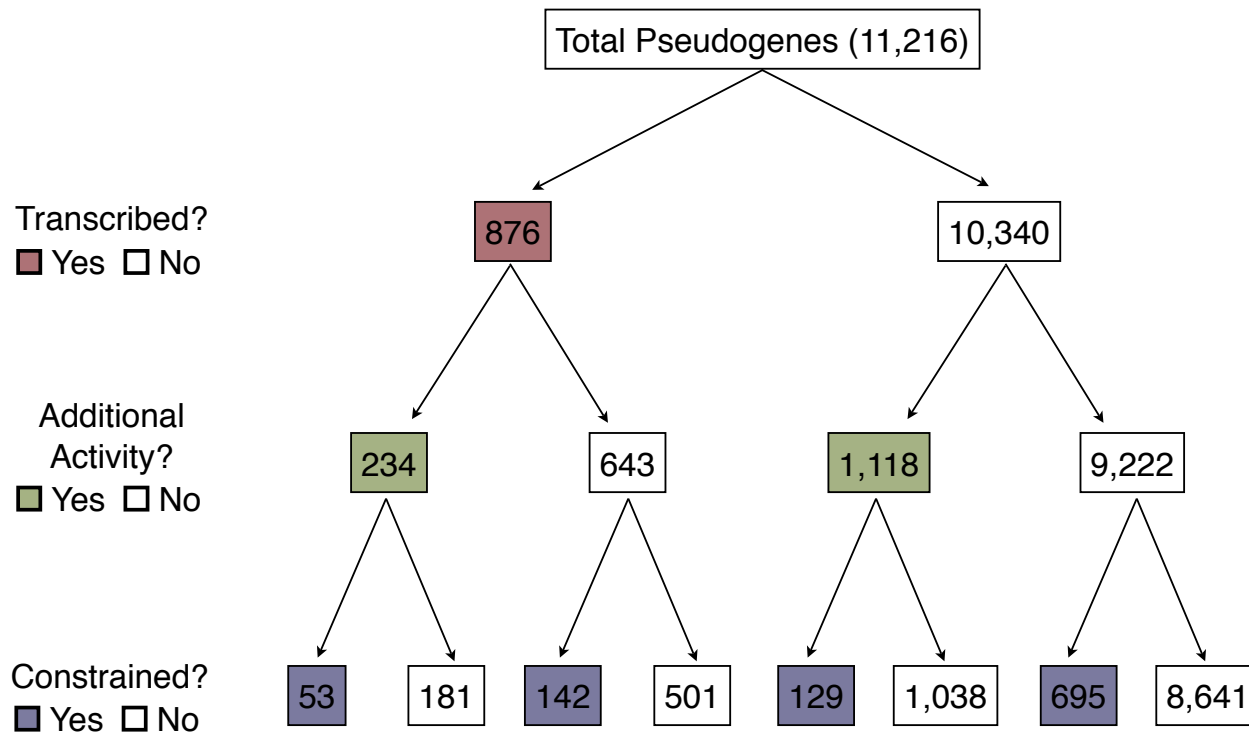 Total Pseudogenes (11,216)
Transcribed?
Yes No
876
10,340
Additional
Activity?
Yes No
234
643
1,118
9,222
Constrained?
Yes No
53
181
142
501
129
1,038
695
8,641